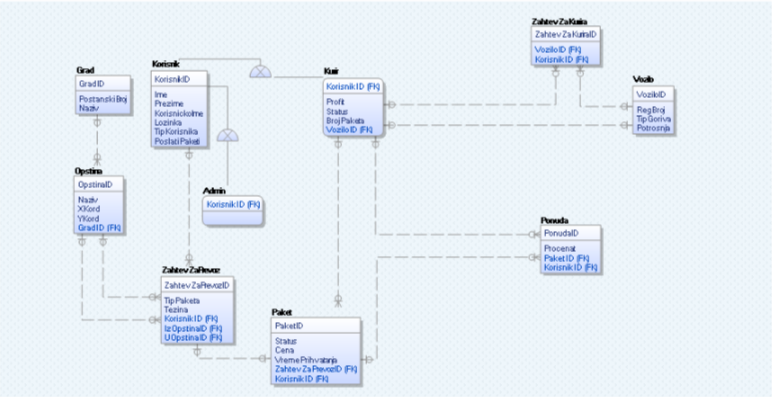 Grad
GradID
PostanskiBroj
Naziv
Korisnik
KorisnikID
Ime
Prezime
KorisnickoIme
Lozinka
TipKorisnika
PoslatiPaketi
Kurir
KorisnikID (FK)
Profit
Status
BrojPaketa
VoziloID (FK)
ZahtevZaKurira
ZahtevZaKuriraID
VoziloID (FK)
KorisnikID (FK)
Vozilo
VoziloID
RegBroj
TipGoriva
Potrosnja
Opstina
OpstinaID
Naziv
XKord
YKord
GradID (FK)
Admin
KorisnikID (FK)
Ponuda
PonudaID
Procenat
PaketID (FK)
KorisnikID (FK)
ZahtevZaPrevoz
ZahtevZaPrevozID
TipPaketa
Tezina
KorisnikID (FK)
IzOpstinaID (FK)
UOpstinaID (FK)
Paket
PaketID
Status
Cena
VremePrihvatanja
ZahtevZaPrevozID (FK)
KorisnikID (FK)